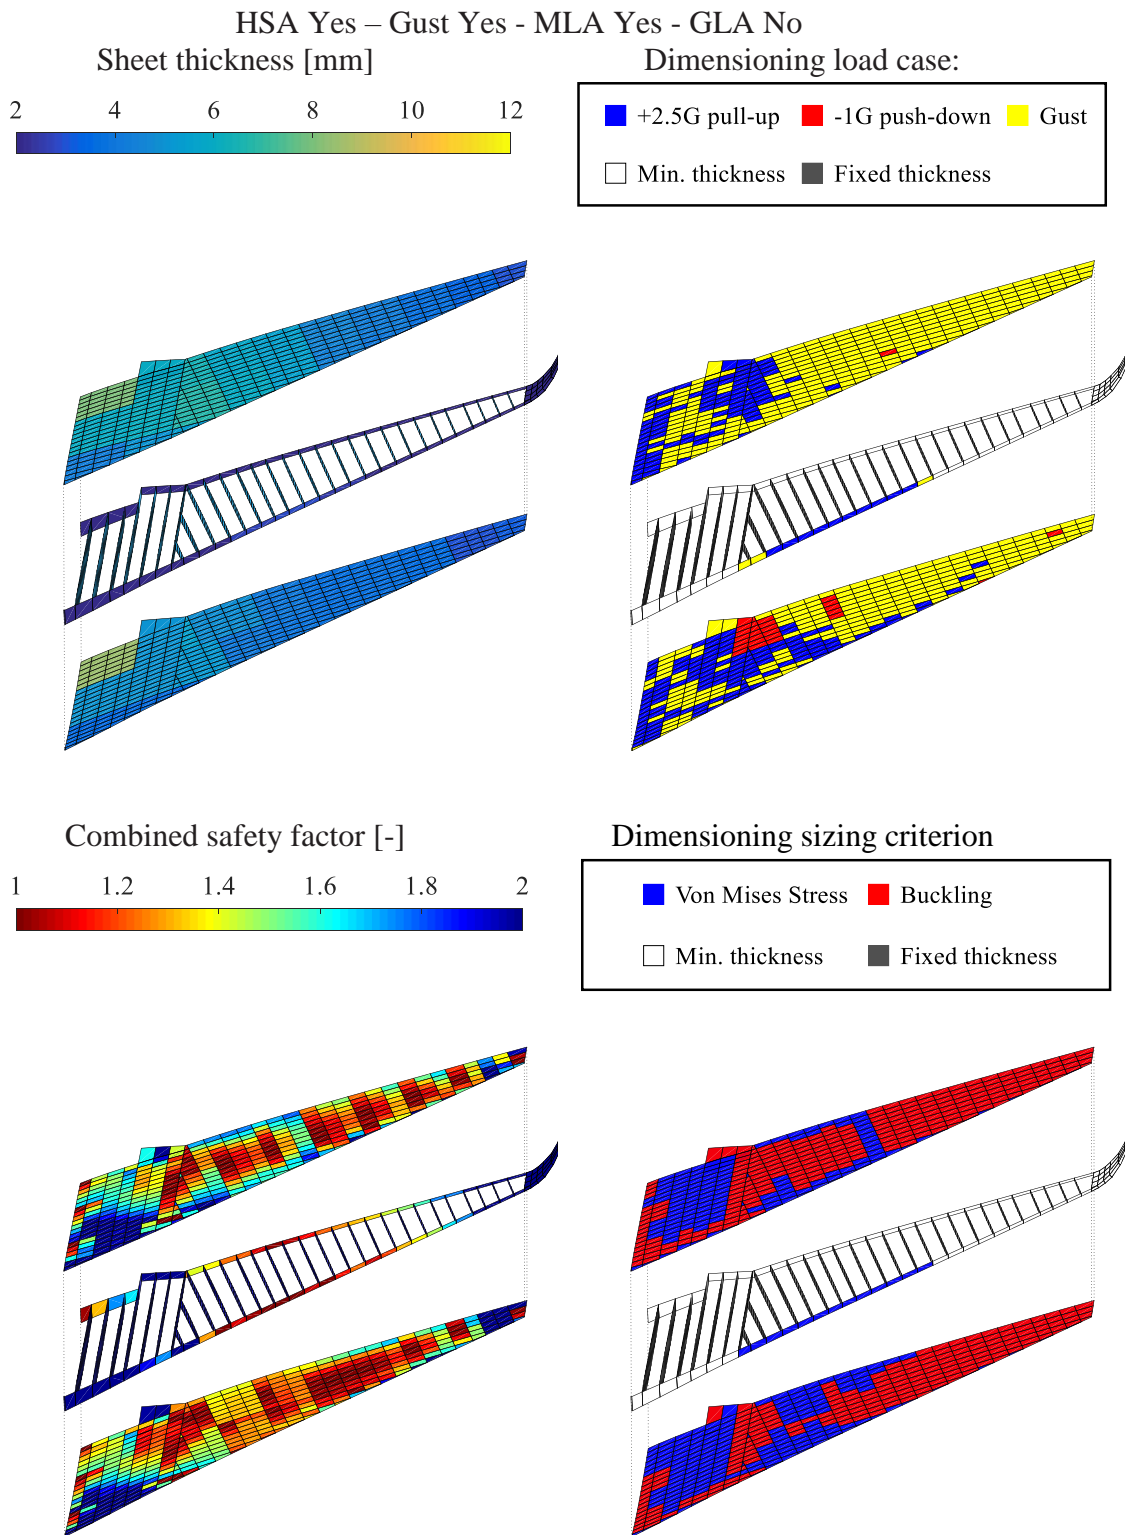 HSA Yes – Gust Yes - MLA Yes - GLA No
Sheet thickness [mm]
2 4 6 8 10 12
Dimensioning load case:
+2.5G pull-up -1G push-down Gust
Min. thickness Fixed thickness
Combined safety factor [-]
1 1.2 1.4 1.6 1.8 2
Dimensioning sizing criterion
Von Mises Stress Buckling
Min. thickness Fixed thickness